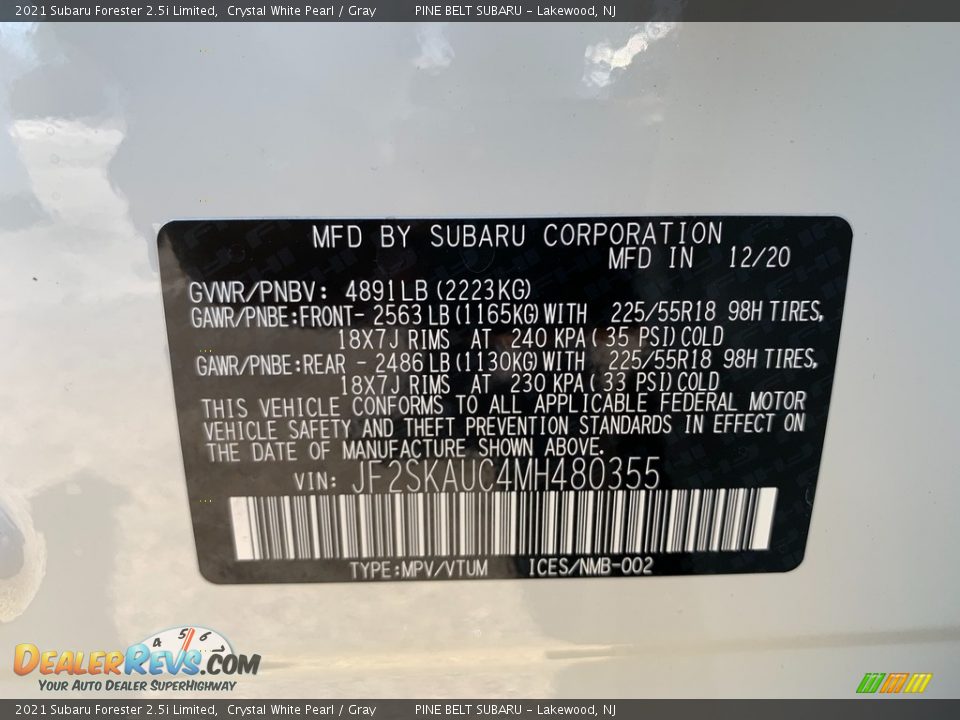 2021 Subaru Forester 2.5i Limited, Crystal White Pearl / Gray PINE BELT SUBARU - Lakewood, NJ
MFD BY SUBARU CORPORATION
MFD IN 12/20
GVWR/PNBV: 4891LB (2223KG)
GAWR/PNBE:FRONT- 2563 LB(1165KG)WITH 225/55R18 98H TIRES,
18X7J RIMS AT 240 KPA( 35 PSI)COLD
GAWR/PNBE:REAR - 2486 LB(1130KG)WITH 225/55R18 98H TIRES,
18X7J RIMS AT 230 KPA( 33 PSI)COLD
THIS VEHICLE CONFORMS TO ALL APPLICABLE FEDERAL MOTOR
VEHICLE SAFETY AND THEFT PREVENTION STANDARDS IN EFFECT ON
THE DATE OF MANUFACTURE SHOWN ABOVE.
VIN: JF2SKAUC4MH480355
TYPE:MPV/VTUM ICES/NMB-002
4 5 6
DEALERREVS.COM
YOUR AUTO DEALER SUPERHIGHWAY
2021 Subaru Forester 2.5i Limited, Crystal White Pearl / Gray PINE BELT SUBARU - Lakewood, NJ